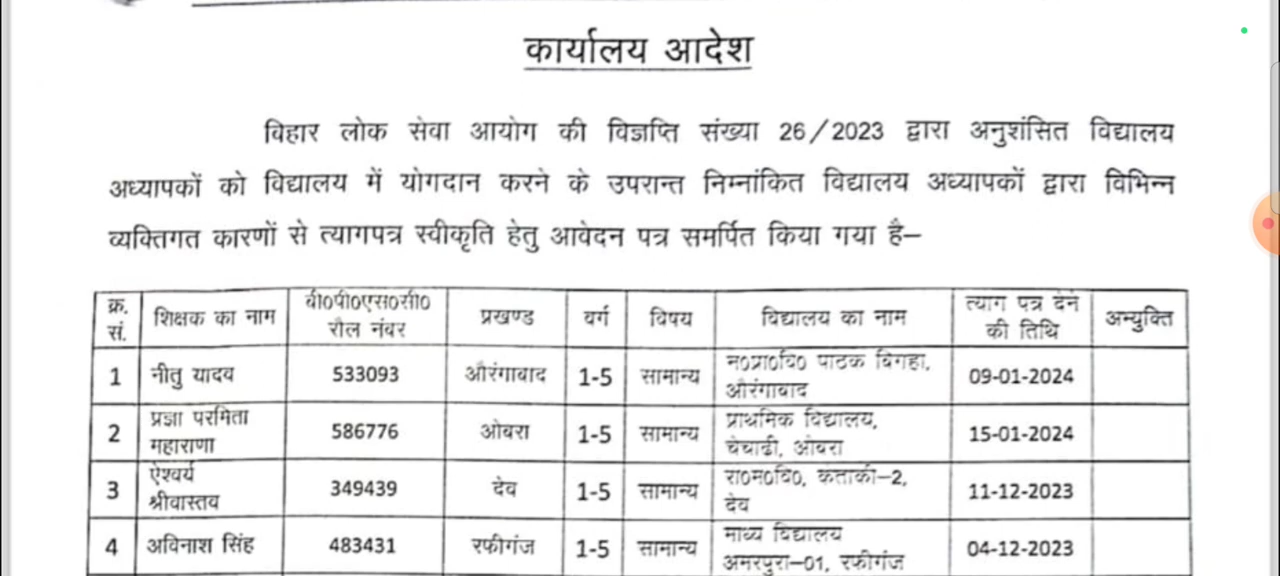 कार्यालय आदेश
बिहार लोक सेवा आयोग की विज्ञप्ति संख्या 26/2023 द्वारा अनुशंसित विद्यालय
अध्यापकों को विद्यालय में योगदान करने के उपरान्त निम्नांकित विद्यालय अध्यापकों द्वारा विभिन्न
व्यक्तिगत कारणों से त्यागपत्र स्वीकृति हेतु आवेदन पत्र समर्पित किया गया है–
क्र. सं. शिक्षक का नाम बी0पी0एस0सी0 रौल नंबर प्रखण्ड वर्ग विषय विद्यालय का नाम त्याग पत्र देने की तिथि अभ्युक्ति
1 नीतु यादव 533093 औरंगाबाद 1-5 सामान्य न0प्रा0वि0 पाठक बिगहा, औरंगाबाद 09-01-2024
2 प्रज्ञा परमिता महाराणा 586776 ओबरा 1-5 सामान्य प्राथमिक विद्यालय, चेचाढी, ओबरा 15-01-2024
3 ऐश्वर्य श्रीवास्तव 349439 देव 1-5 सामान्य रा0म0वि0, केताकी–2, देव 11-12-2023
4 अविनाश सिंह 483431 रफीगंज 1-5 सामान्य माध्य विद्यालय अमरपुरा–01, रफीगंज 04-12-2023